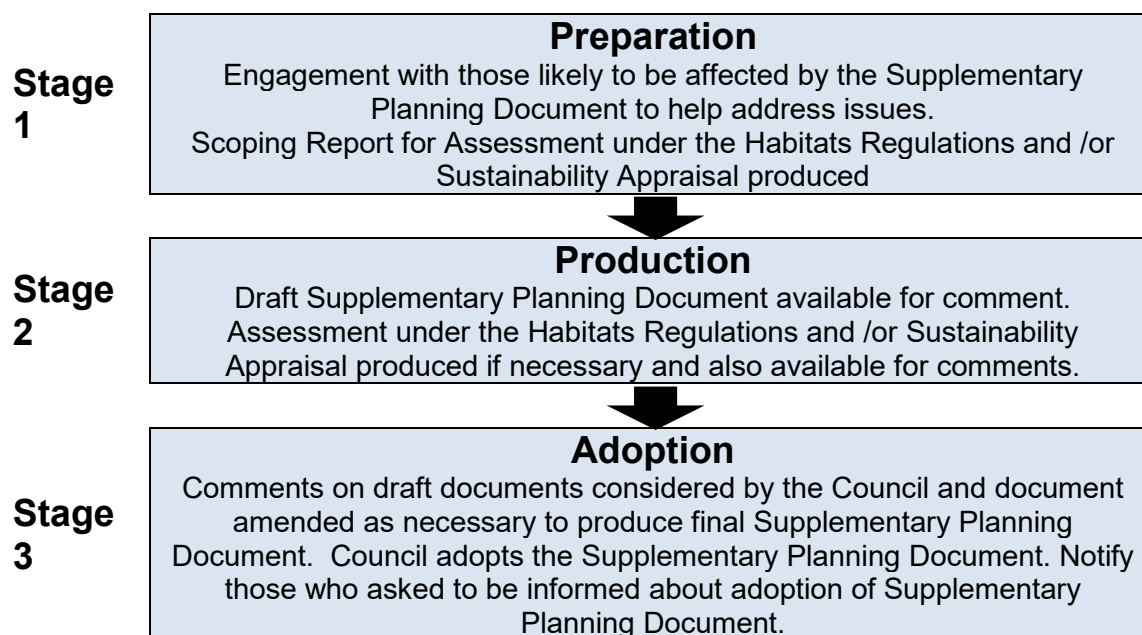 Stage
1
Preparation
Engagement with those likely to be affected by the Supplementary
Planning Document to help address issues.
Scoping Report for Assessment under the Habitats Regulations and /or
Sustainability Appraisal produced
Stage
2
Production
Draft Supplementary Planning Document available for comment.
Assessment under the Habitats Regulations and /or Sustainability
Appraisal produced if necessary and also available for comments.
Stage
3
Adoption
Comments on draft documents considered by the Council and document
amended as necessary to produce final Supplementary Planning
Document.  Council adopts the Supplementary Planning Document. Notify
those who asked to be informed about adoption of Supplementary
Planning Document.